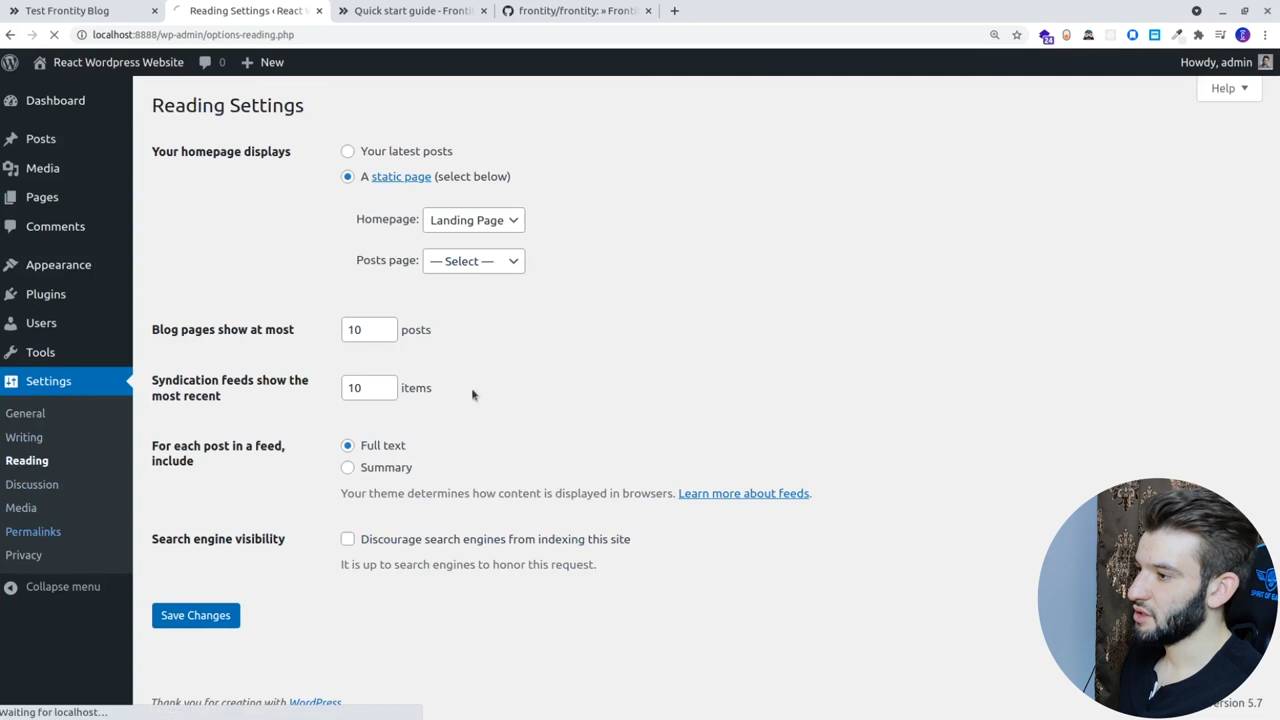 Test Frontity Blog
Reading Settings ‹ React W
Quick start guide - Fronti
frontity/frontity: » Fronti
localhost:8888/wp-admin/options-reading.php
24
React Wordpress Website
0
New
Howdy, admin
Dashboard
Posts
Media
Pages
Comments
Appearance
Plugins
Users
Tools
Settings
General
Writing
Reading
Discussion
Media
Permalinks
Privacy
Collapse menu
Help
Reading Settings
Your homepage displays
Your latest posts
A static page (select below)
Homepage: Landing Page
Posts page: — Select —
Blog pages show at most 10 posts
Syndication feeds show the most recent 10 items
For each post in a feed, include
Full text
Summary
Your theme determines how content is displayed in browsers. Learn more about feeds.
Search engine visibility
Discourage search engines from indexing this site
It is up to search engines to honor this request.
Save Changes
Thank you for creating with WordPress
ersion 5.7
Waiting for localhost...
SPIRIT OF GA